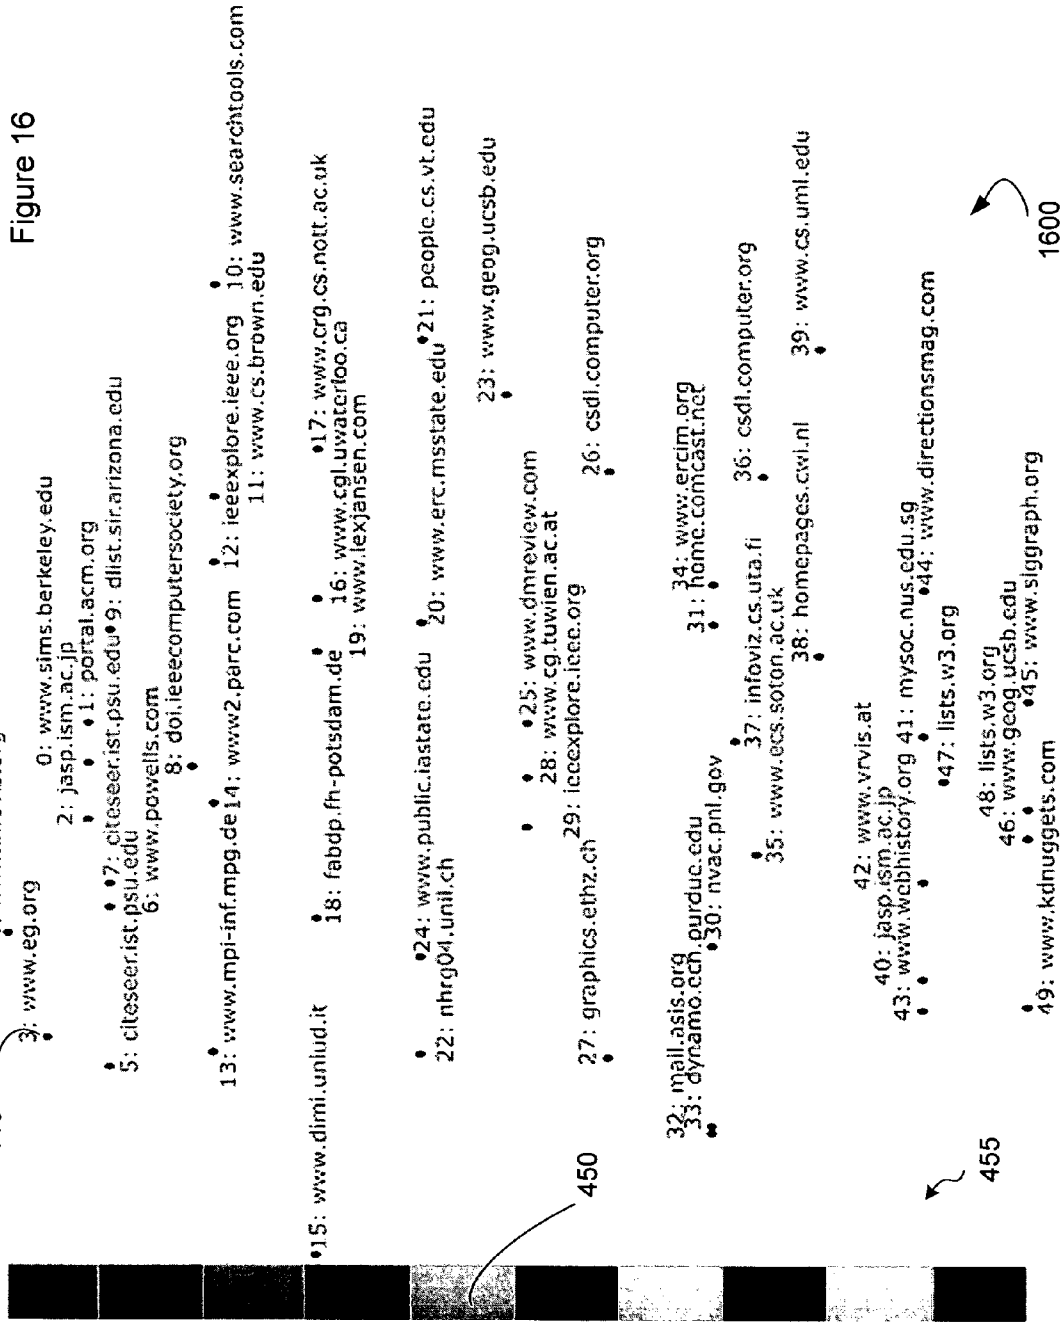 Figure 16
3: www.eg.org
0: www.sims.berkeley.edu
2: jasp.ism.ac.jp
1: portal.acm.org
7: citeseer.ist.psu.edu
9: dlist.sir.arizona.edu
5: citeseer.ist.psu.edu
6: www.powells.com
8: doi.ieeecomputersociety.org
13: www.mpi-inf.mpg.de
14: www2.parc.com
12: ieeexplore.ieee.org
10: www.searchtools.com
11: www.cs.brown.edu
15: www.dimi.uniud.it
18: fabdp.fh-potsdam.de
17: www.crg.cs.nott.ac.uk
16: www.cgl.uwaterloo.ca
19: www.lexjansen.com
24: www.public.iastate.edu
20: www.erc.msstate.edu
21: people.cs.vt.edu
22: nhrg04.unil.ch
23: www.geog.ucsb.edu
25: www.dmreview.com
28: www.cg.tuwien.ac.at
29: ieeexplore.ieee.org
27: graphics.ethz.ch
26: csdl.computer.org
450
32: mail.asis.org
33: dynamo.ecn.purdue.edu
30: nvac.pnl.gov
34: www.ercim.org
31: home.comcast.net
37: infoviz.cs.uta.fi
36: csdl.computer.org
35: www.ecs.soton.ac.uk
38: homepages.cwi.nl
39: www.cs.uml.edu
42: www.vrvis.at
40: jasp.ism.ac.jp
43: www.webhistory.org
41: mysoc.nus.edu.sg
44: www.directionsmag.com
47: lists.w3.org
48: lists.w3.org
46: www.geog.ucsb.edu
45: www.siggraph.org
49: www.kdnuggets.com
455
1600